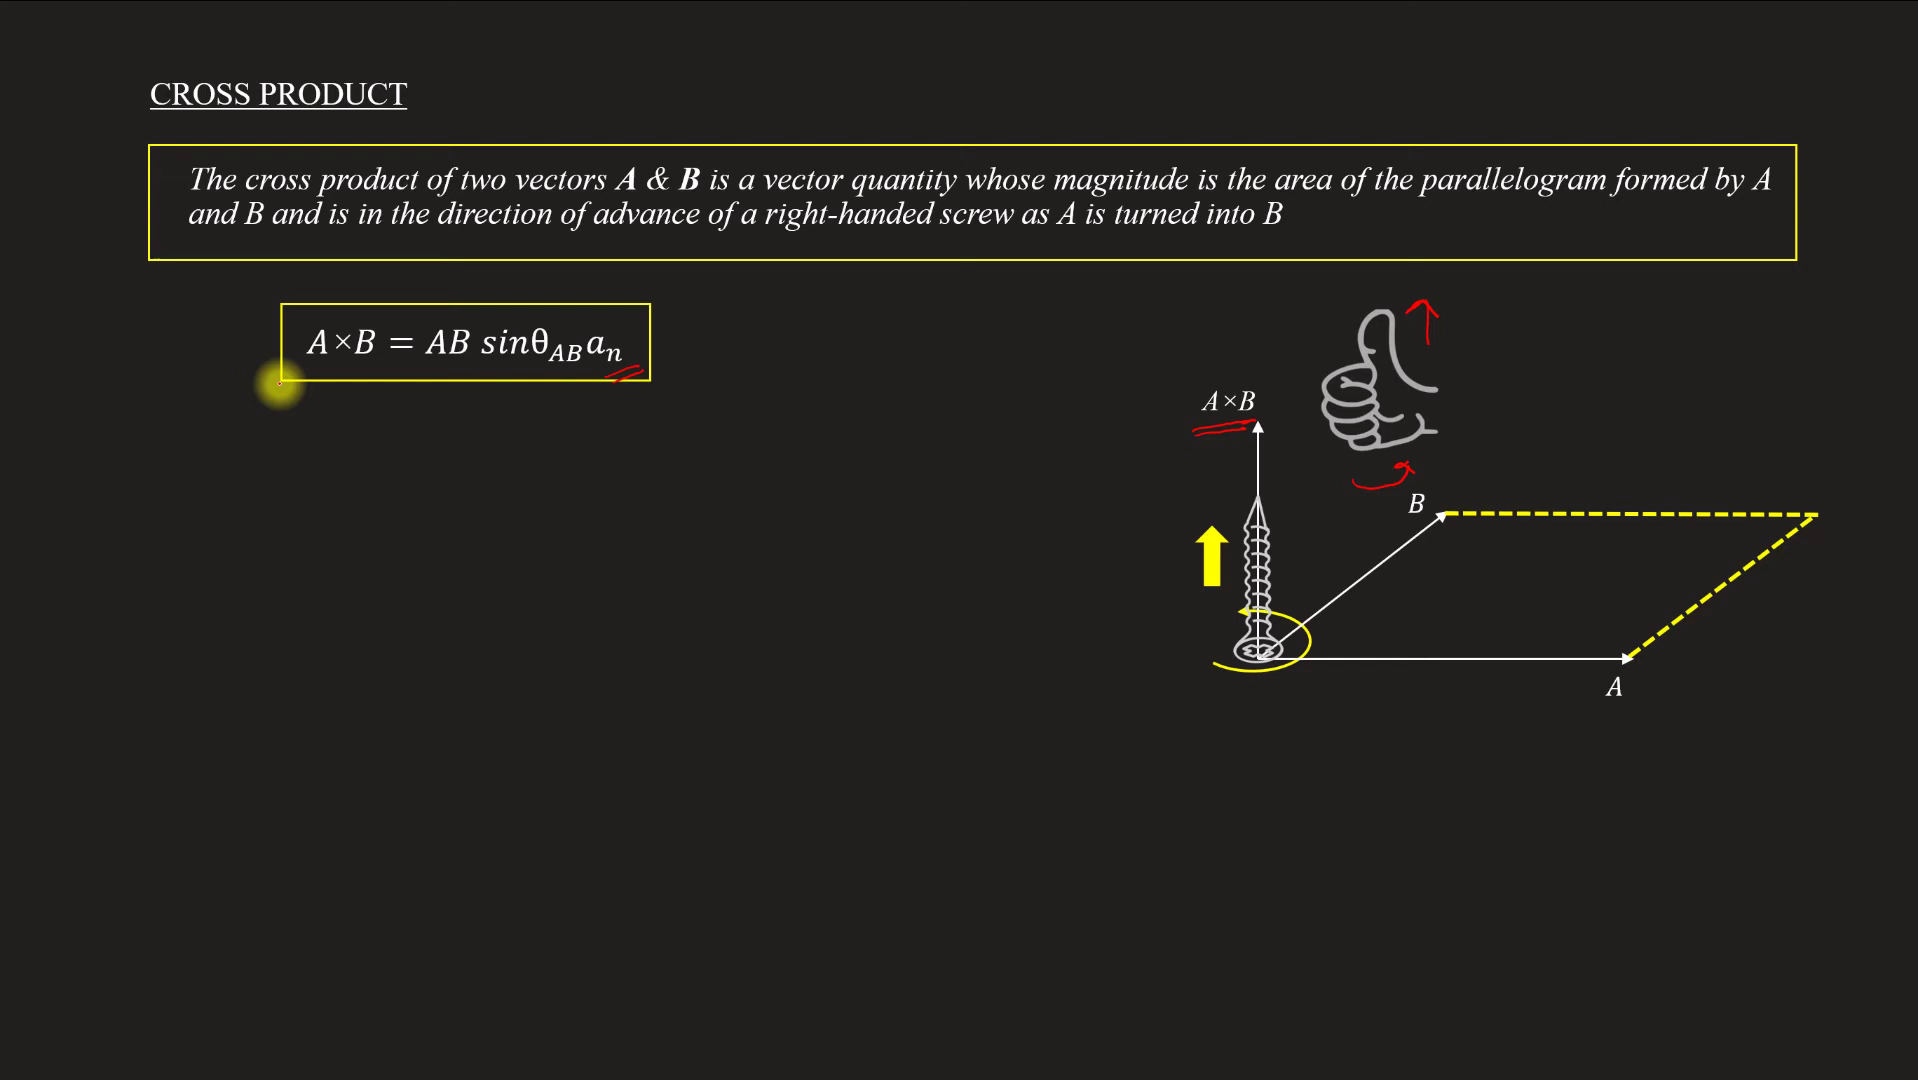 CROSS PRODUCT
The cross product of two vectors A & B is a vector quantity whose magnitude is the area of the parallelogram formed by A
and B and is in the direction of advance of a right-handed screw as A is turned into B
A×B = AB sinθ_{AB}a_n
A×B
B
A